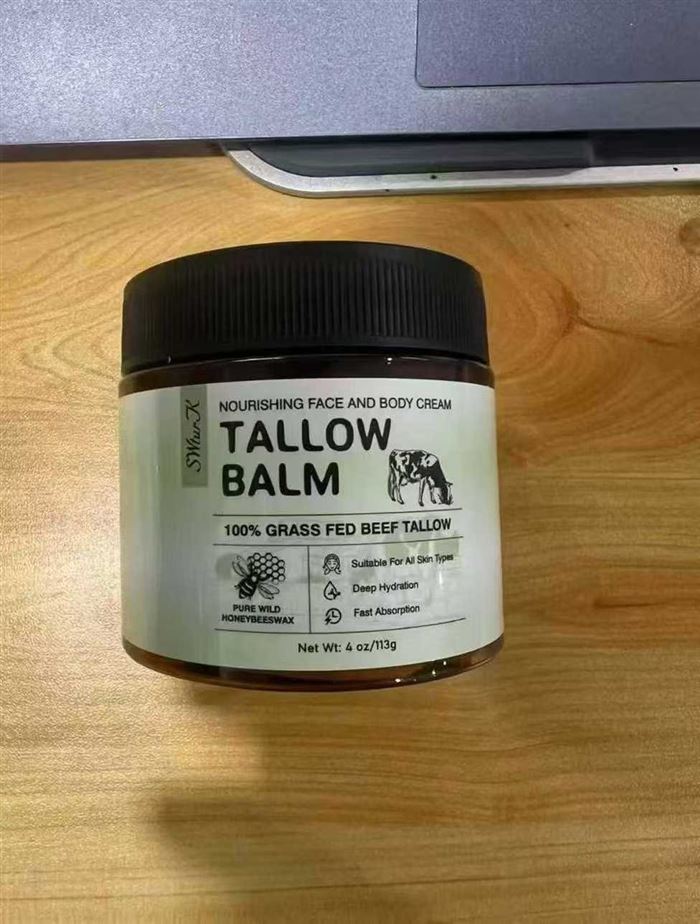 SWturK
NOURISHING FACE AND BODY CREAM
TALLOW
BALM
100% GRASS FED BEEF TALLOW
PURE WILD
HONEYBEESWAX
Suitable For All Skin Types
Deep Hydration
Fast Absorption
Net Wt: 4 oz/113g